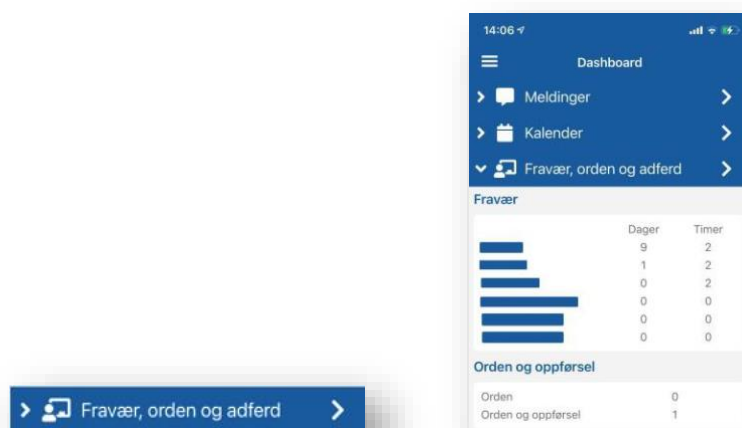 14:06
Dashboard
Meldinger
Kalender
Fravær, orden og adferd
Fravær
Dager Timer
9 2
1 2
0 2
0 0
0 0
0 0
Orden og oppførsel
Orden 0
Orden og oppførsel 1
Fravær, orden og adferd